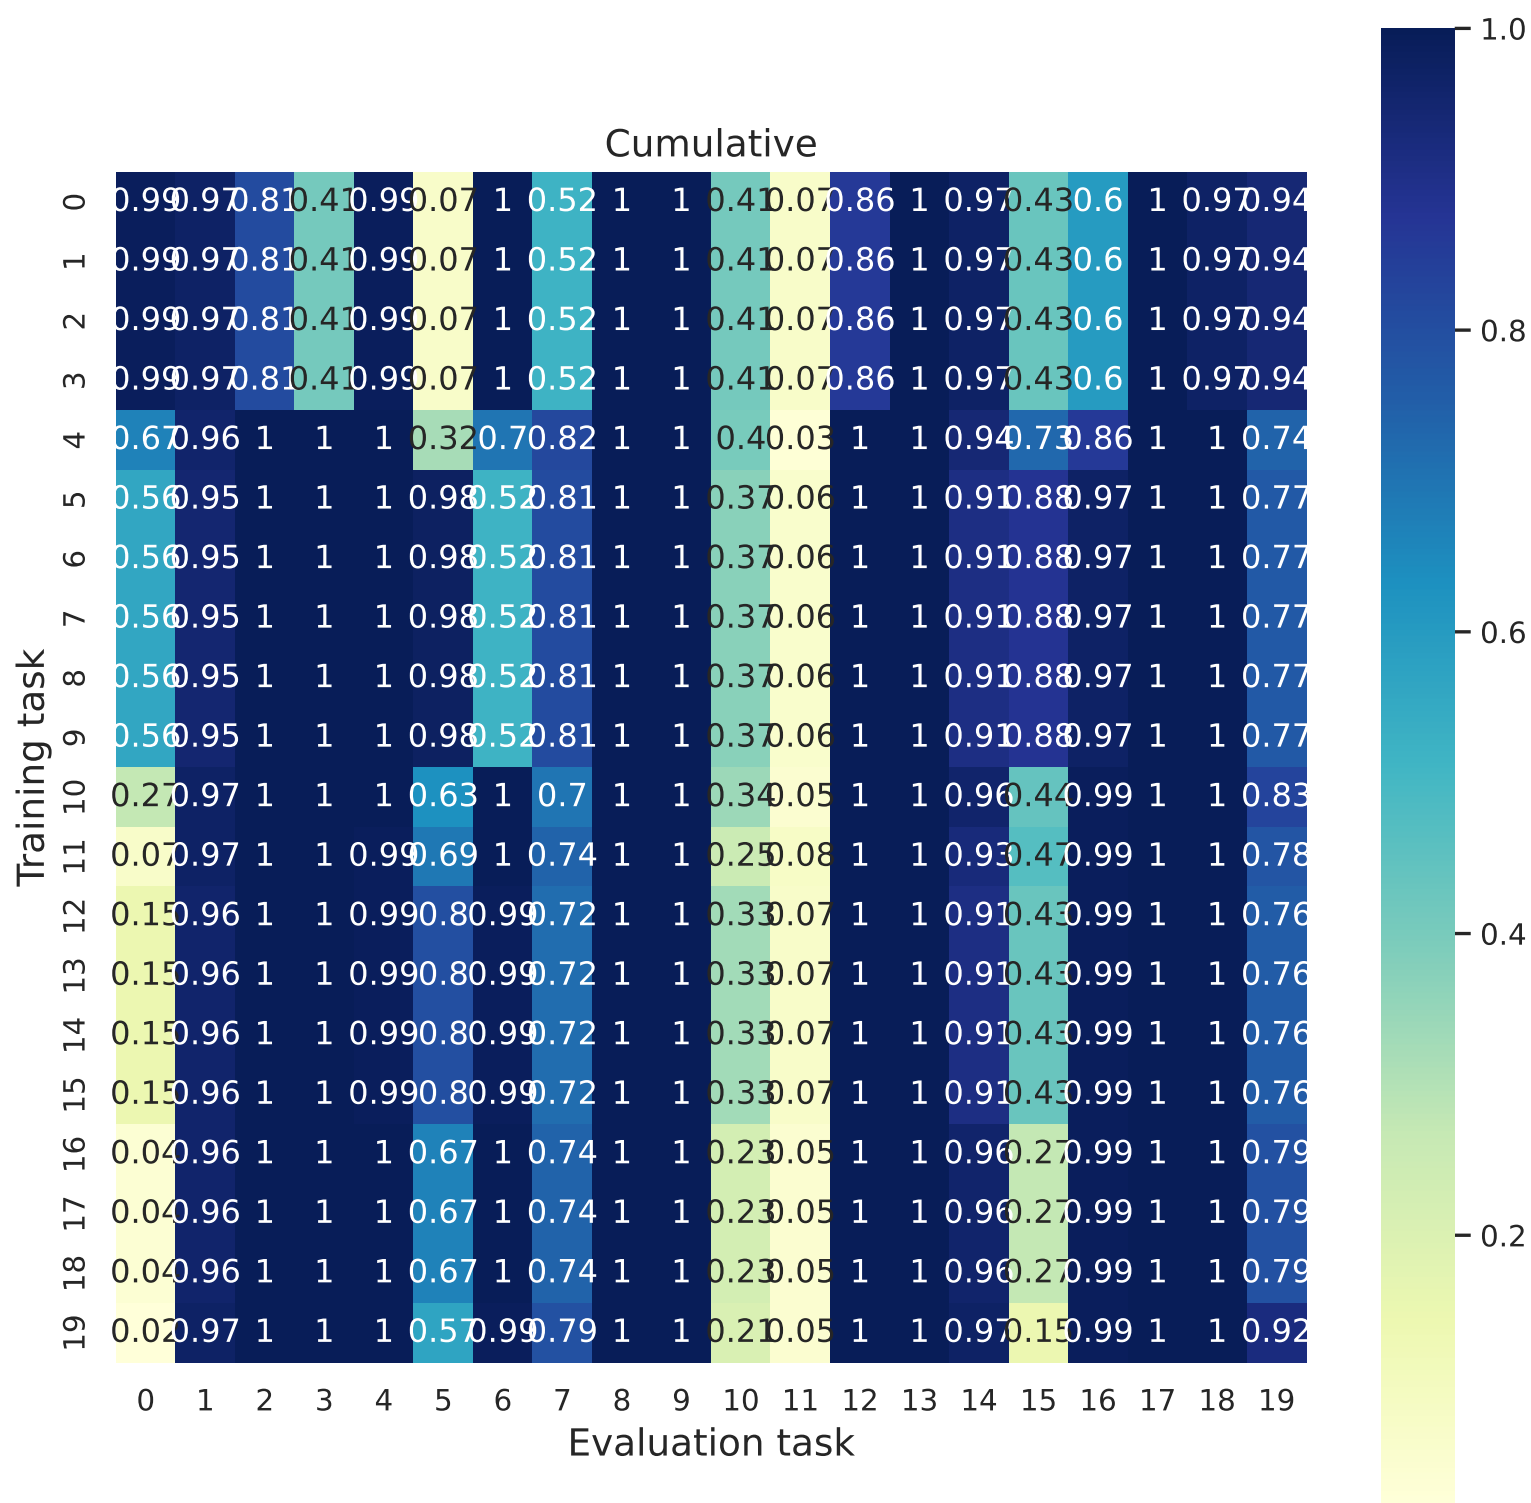 Cumulative
0 0.99 0.97 0.81 0.41 0.99 0.07 1 0.52 1 1 0.41 0.07 0.86 1 0.97 0.43 0.6 1 0.97 0.94
1 0.99 0.97 0.81 0.41 0.99 0.07 1 0.52 1 1 0.41 0.07 0.86 1 0.97 0.43 0.6 1 0.97 0.94
2 0.99 0.97 0.81 0.41 0.99 0.07 1 0.52 1 1 0.41 0.07 0.86 1 0.97 0.43 0.6 1 0.97 0.94
3 0.99 0.97 0.81 0.41 0.99 0.07 1 0.52 1 1 0.41 0.07 0.86 1 0.97 0.43 0.6 1 0.97 0.94
4 0.67 0.96 1 1 1 0.32 0.7 0.82 1 1 0.4 0.03 1 1 0.94 0.73 0.86 1 1 0.74
5 0.56 0.95 1 1 1 0.98 0.52 0.81 1 1 0.37 0.06 1 1 0.91 0.88 0.97 1 1 0.77
6 0.56 0.95 1 1 1 0.98 0.52 0.81 1 1 0.37 0.06 1 1 0.91 0.88 0.97 1 1 0.77
7 0.56 0.95 1 1 1 0.98 0.52 0.81 1 1 0.37 0.06 1 1 0.91 0.88 0.97 1 1 0.77
8 0.56 0.95 1 1 1 0.98 0.52 0.81 1 1 0.37 0.06 1 1 0.91 0.88 0.97 1 1 0.77
9 0.56 0.95 1 1 1 0.98 0.52 0.81 1 1 0.37 0.06 1 1 0.91 0.88 0.97 1 1 0.77
10 0.27 0.97 1 1 1 0.63 1 0.7 1 1 0.34 0.05 1 1 0.96 0.44 0.99 1 1 0.83
11 0.07 0.97 1 1 0.99 0.69 1 0.74 1 1 0.25 0.08 1 1 0.93 0.47 0.99 1 1 0.78
12 0.15 0.96 1 1 0.99 0.8 0.99 0.72 1 1 0.33 0.07 1 1 0.91 0.43 0.99 1 1 0.76
13 0.15 0.96 1 1 0.99 0.8 0.99 0.72 1 1 0.33 0.07 1 1 0.91 0.43 0.99 1 1 0.76
14 0.15 0.96 1 1 0.99 0.8 0.99 0.72 1 1 0.33 0.07 1 1 0.91 0.43 0.99 1 1 0.76
15 0.15 0.96 1 1 0.99 0.8 0.99 0.72 1 1 0.33 0.07 1 1 0.91 0.43 0.99 1 1 0.76
16 0.04 0.96 1 1 1 0.67 1 0.74 1 1 0.23 0.05 1 1 0.96 0.27 0.99 1 1 0.79
17 0.04 0.96 1 1 1 0.67 1 0.74 1 1 0.23 0.05 1 1 0.96 0.27 0.99 1 1 0.79
18 0.04 0.96 1 1 1 0.67 1 0.74 1 1 0.23 0.05 1 1 0.96 0.27 0.99 1 1 0.79
19 0.02 0.97 1 1 1 0.57 0.99 0.79 1 1 0.21 0.05 1 1 0.97 0.15 0.99 1 1 0.92
0 1 2 3 4 5 6 7 8 9 10 11 12 13 14 15 16 17 18 19
Evaluation task
Training task
1.0
0.8
0.6
0.4
0.2